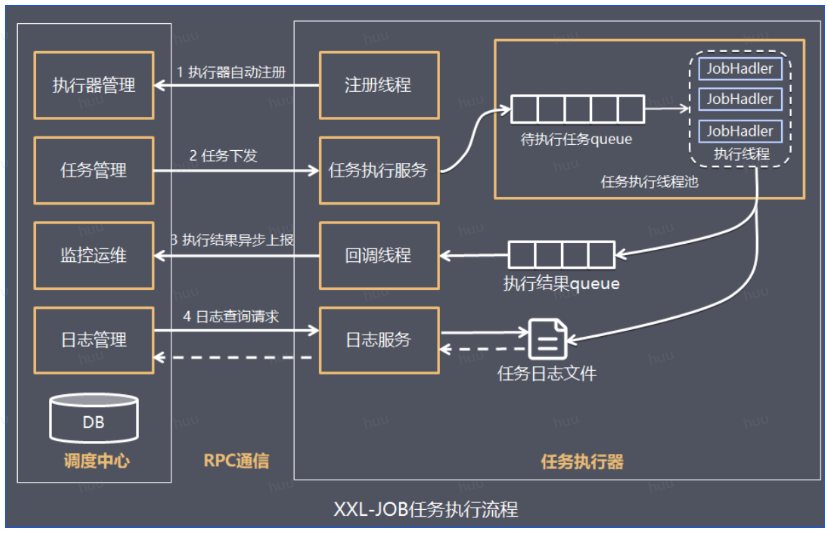 执行器管理
1 执行器自动注册
注册线程
JobHadler
JobHadler
JobHadler
执行线程
待执行任务queue
任务执行线程池
任务管理
2 任务下发
任务执行服务
监控运维
3 执行结果异步上报
回调线程
执行结果queue
日志管理
4 日志查询请求
日志服务
任务日志文件
DB
调度中心
RPC通信
任务执行器
XXL-JOB任务执行流程